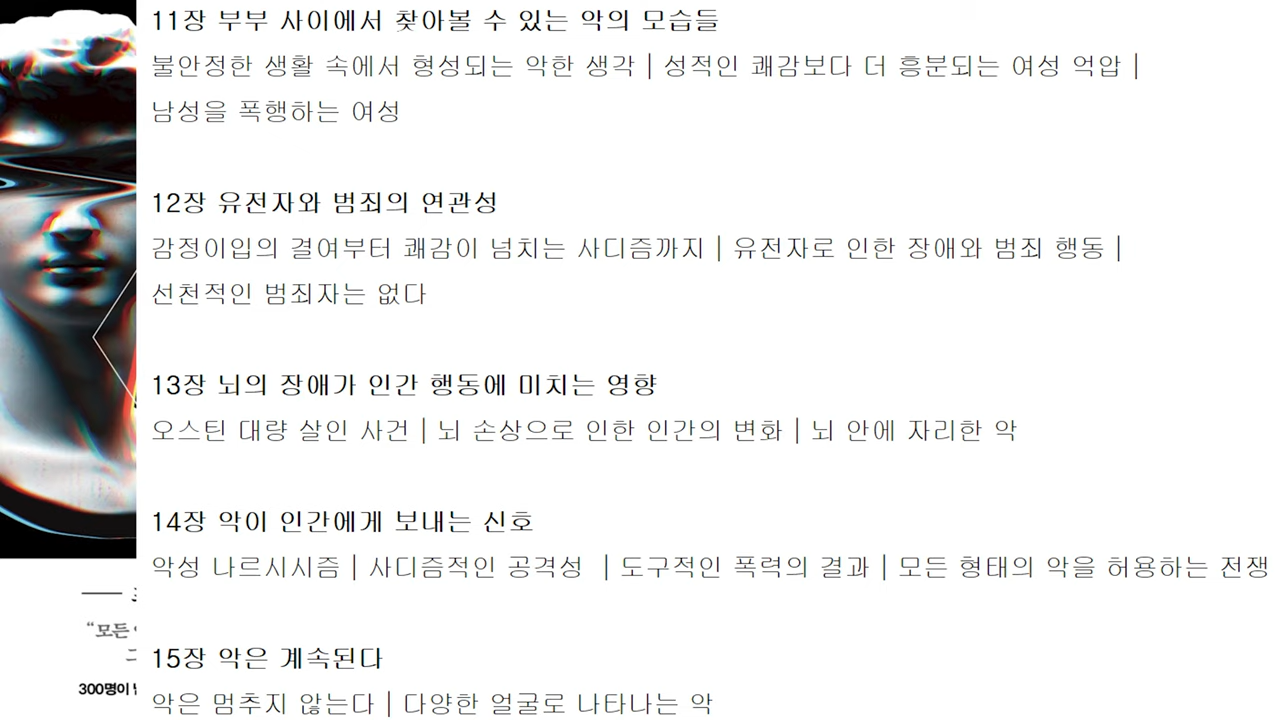 11장 부부 사이에서 찾아볼 수 있는 악의 모습들
불안정한 생활 속에서 형성되는 악한 생각 | 성적인 쾌감보다 더 흥분되는 여성 억압 |
남성을 폭행하는 여성
12장 유전자와 범죄의 연관성
감정이입의 결여부터 쾌감이 넘치는 사디즘까지 | 유전자로 인한 장애와 범죄 행동 |
선천적인 범죄자는 없다
13장 뇌의 장애가 인간 행동에 미치는 영향
오스틴 대량 살인 사건 | 뇌 손상으로 인한 인간의 변화 | 뇌 안에 자리한 악
14장 악이 인간에게 보내는 신호
악성 나르시시즘 | 사디즘적인 공격성 | 도구적인 폭력의 결과 | 모든 형태의 악을 허용하는 전쟁
15장 악은 계속된다
악은 멈추지 않는다 | 다양한 얼굴로 나타나는 악
“모든
300명이